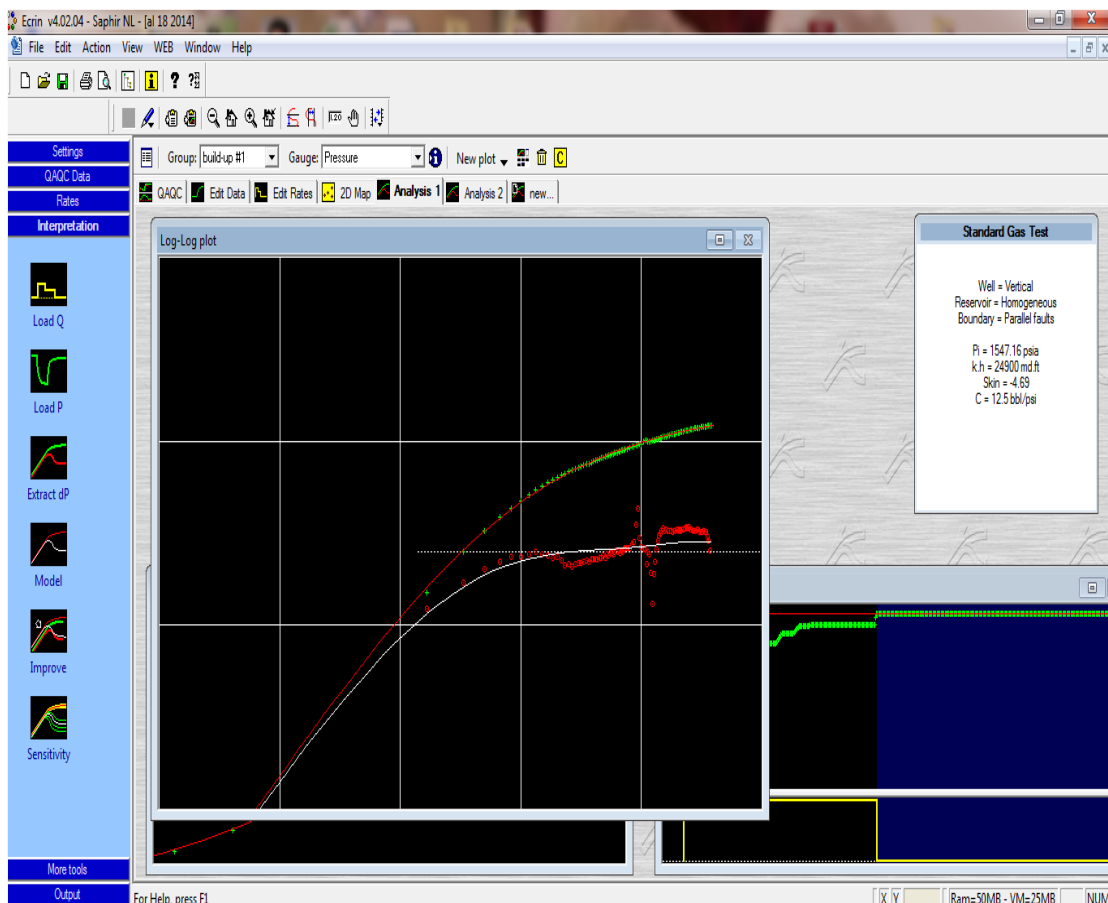 Ecrin v4.02.04 - Saphir NL - [al 18 2014]
File Edit Action View WEB Window Help
Settings
QAQC Data
Rates
Interpretation
Load Q
Load P
Extract dP
Model
Improve
Sensitivity
More tools
Output
Group: build-up #1 Gauge: Pressure New plot C
QAQC Edit Data Edit Rates 2D Map Analysis 1 Analysis 2 new...
Log-Log plot
Standard Gas Test
Well = Vertical
Reservoir = Homogeneous
Boundary = Parallel faults
Pi = 1547.16 psia
k.h = 24900 md.ft
Skin = -4.69
C = 12.5 bbl/psi
For Help, press F1
X Y Ram=50MB - VM=25MB NUM